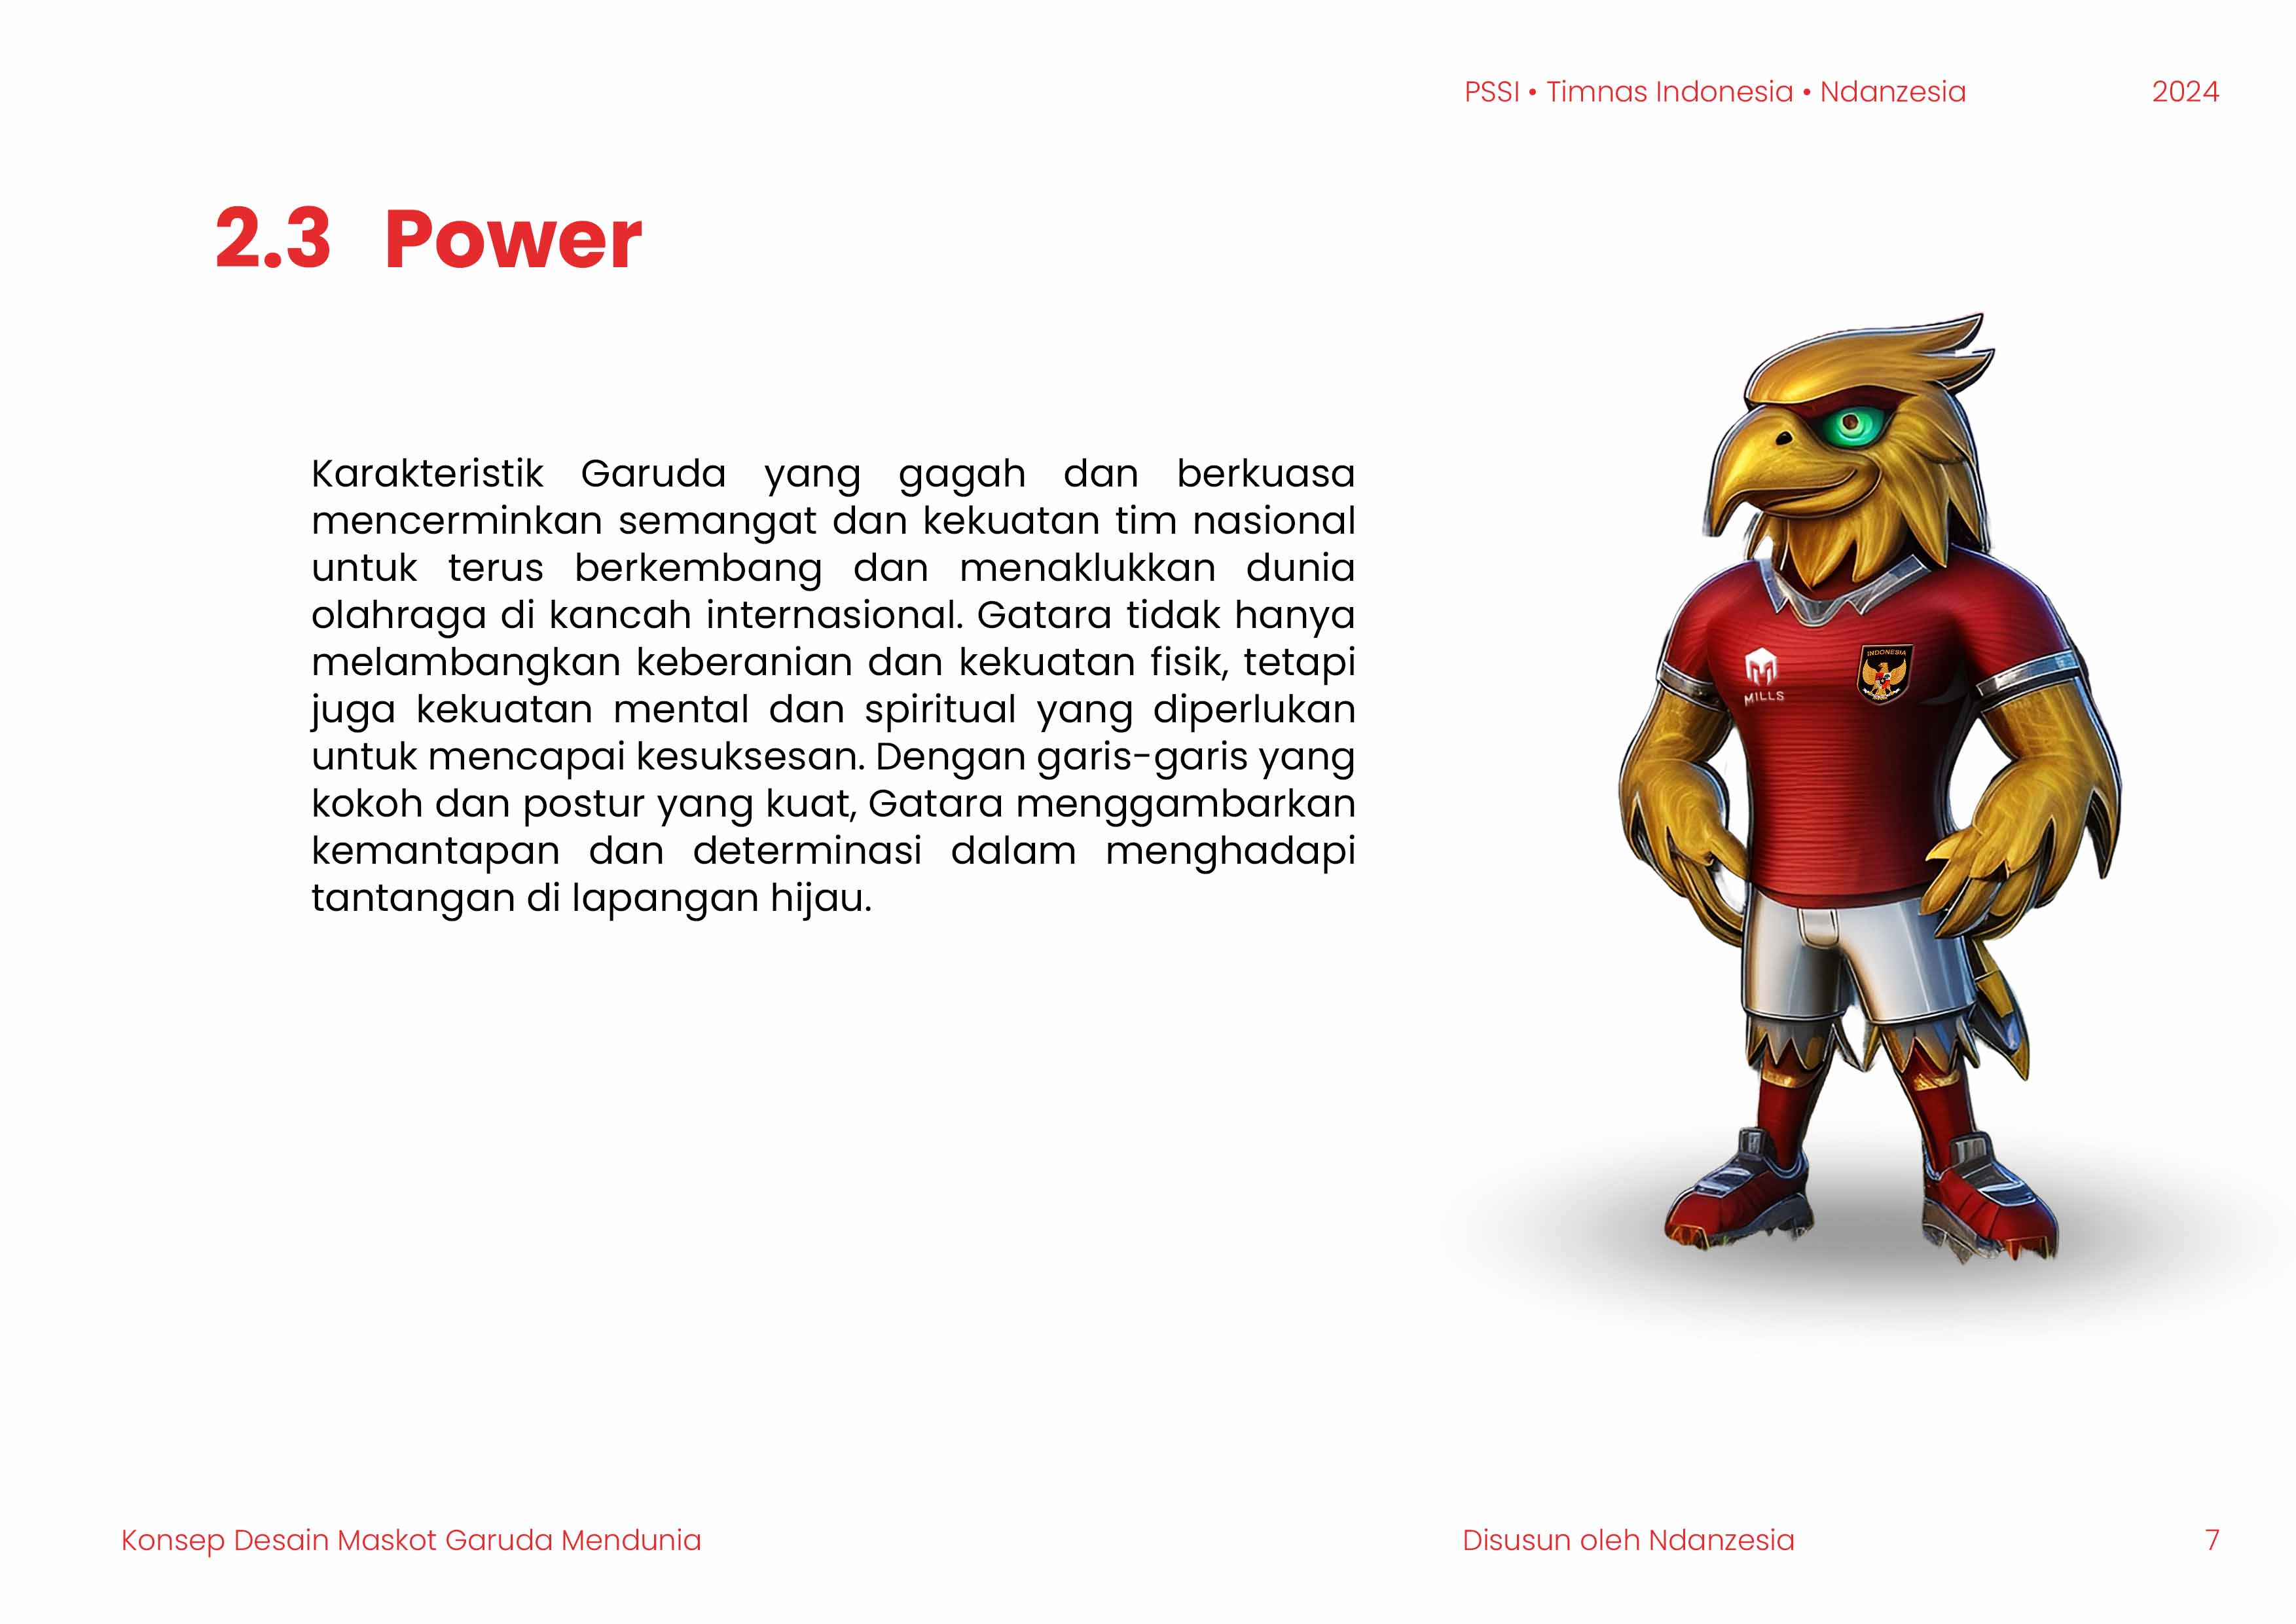 PSSI • Timnas Indonesia • Ndanzesia
2024
2.3 Power
Karakteristik Garuda yang gagah dan berkuasa
mencerminkan semangat dan kekuatan tim nasional
untuk terus berkembang dan menaklukkan dunia
olahraga di kancah internasional. Gatara tidak hanya
melambangkan keberanian dan kekuatan fisik, tetapi
juga kekuatan mental dan spiritual yang diperlukan
untuk mencapai kesuksesan. Dengan garis-garis yang
kokoh dan postur yang kuat, Gatara menggambarkan
kemantapan dan determinasi dalam menghadapi
tantangan di lapangan hijau.
INDONESIA
MILLS
Konsep Desain Maskot Garuda Mendunia
Disusun oleh Ndanzesia
7